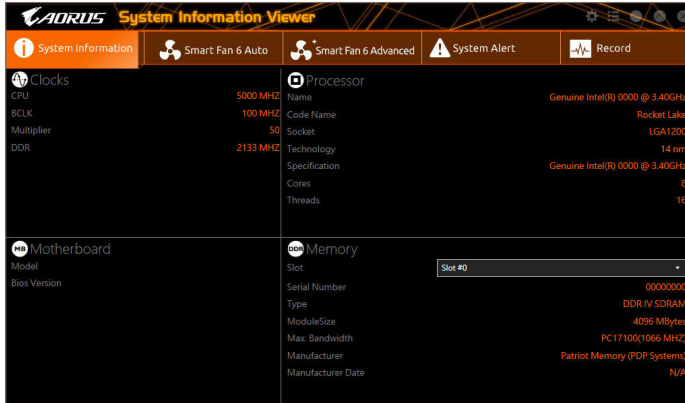 AORUS System Information Viewer
System Information
Smart Fan 6 Auto
Smart Fan 6 Advanced
System Alert
Record
Clocks
CPU 5000 MHZ
BCLK 100 MHZ
Multiplier 50
DDR 2133 MHZ
Processor
Name Genuine Intel(R) 0000 @ 3.40GHz
Code Name Rocket Lake
Socket LGA1200
Technology 14 nm
Specification Genuine Intel(R) 0000 @ 3.40GHz
Cores 8
Threads 16
MB Motherboard
Model
Bios Version
DDR Memory
Slot Slot #0
Serial Number 00000000
Type DDR IV SDRAM
ModuleSize 4096 MBytes
Max. Bandwidth PC17100(1066 MHZ)
Manufacturer Patriot Memory (PDP Systems)
Manufacturer Date N/A